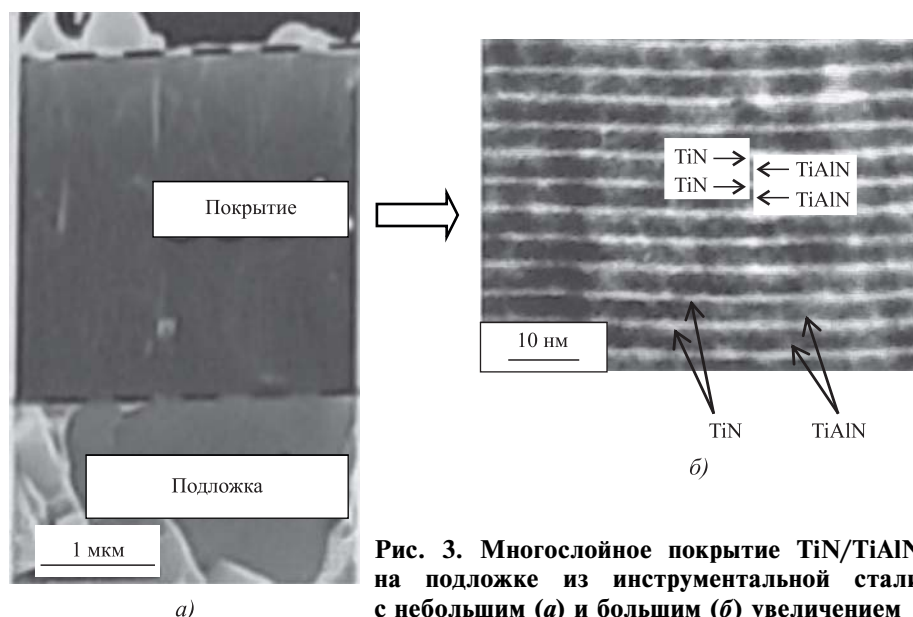 Покрытие
Подложка
1 мкм
а)
TiN
TiAlN
TiN
TiAlN
10 нм
TiN
TiAlN
б)
Рис. 3. Многослойное покрытие TiN/TiAlN
на подложке из инструментальной стали
с небольшим (а) и большим (б) увеличением